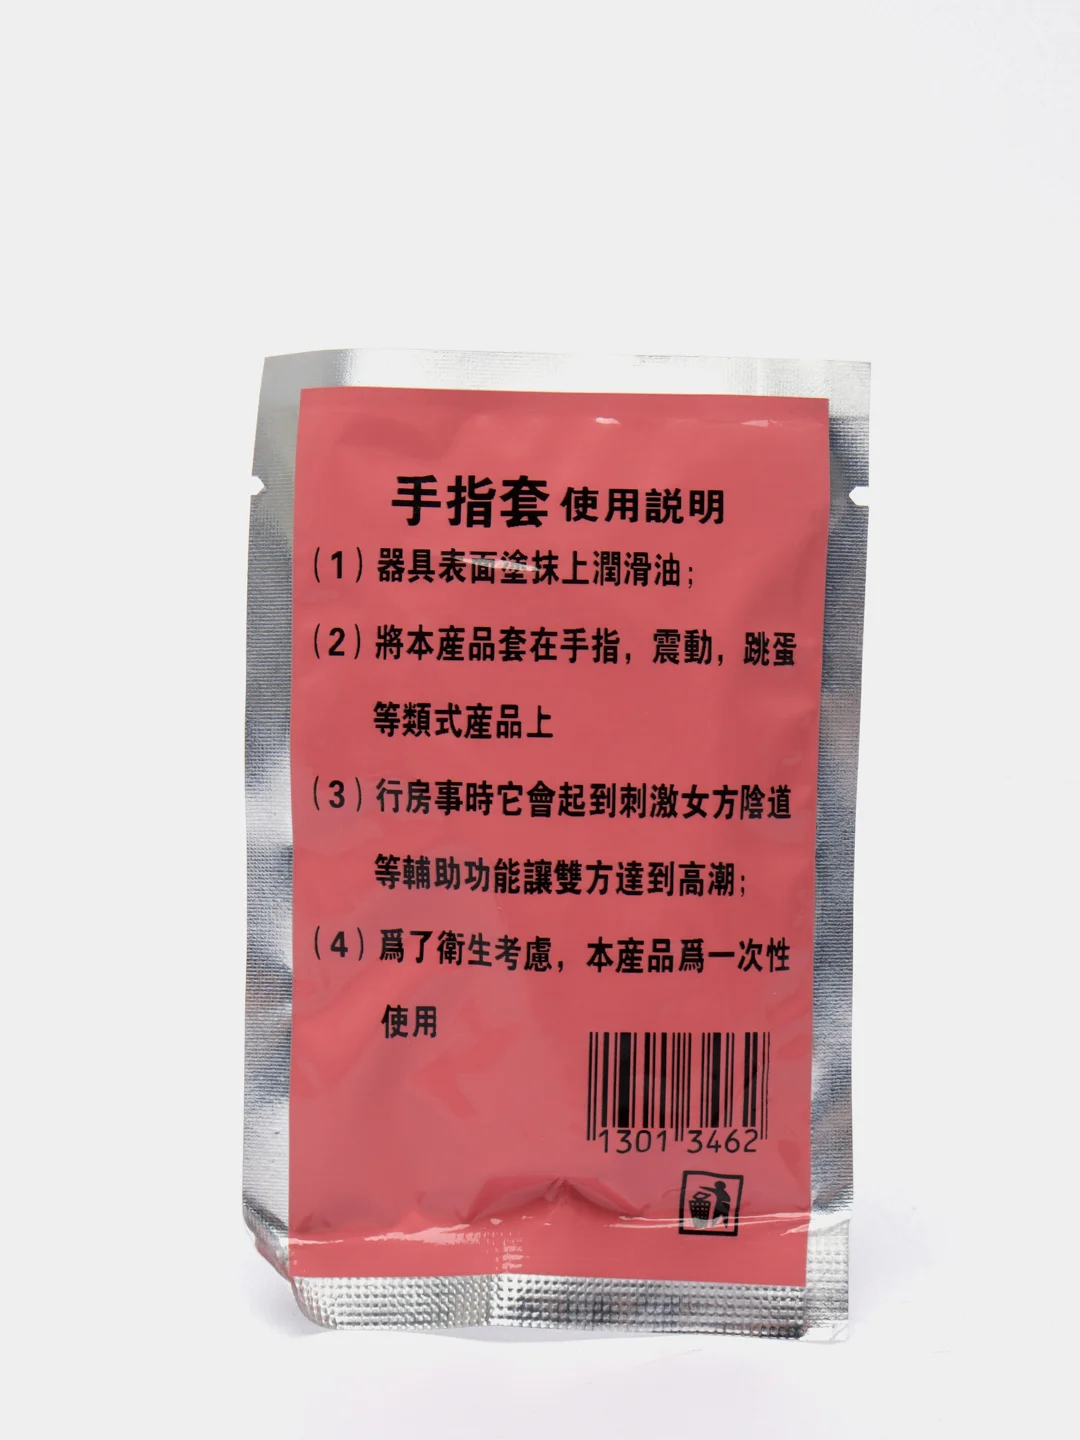 手指套 使用説明
(1) 器具表面塗抹上潤滑油;
(2) 將本産品套在手指, 震動, 跳蛋
等類式産品上
(3) 行房事時它會起到刺激女方陰道
等輔助功能讓雙方達到高潮;
(4) 爲了衛生考慮, 本産品爲一次性
使用
1301 3462